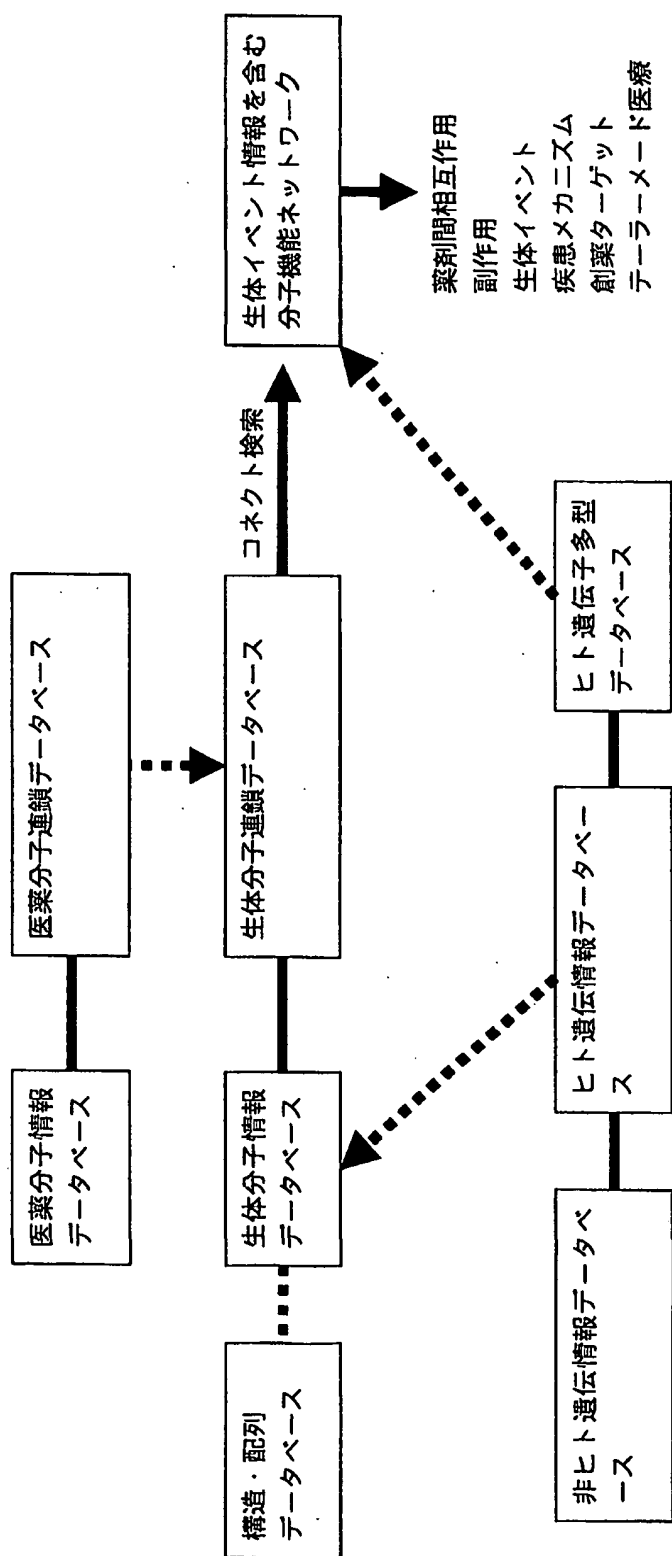 医薬分子情報
データベース
医薬分子連鎖データベース
構造・配列
データベース
生体分子情報
データベース
生体分子連鎖データベース
コネクト検索
生体イベント情報を含む
分子機能ネットワーク
薬剤間相互作用
副作用
生体イベント
疾患メカニズム
創薬ターゲット
テーラーメード医療
非ヒト遺伝情報データベ
ース
ヒト遺伝情報データベー
ス
ヒト遺伝子多型
データベース